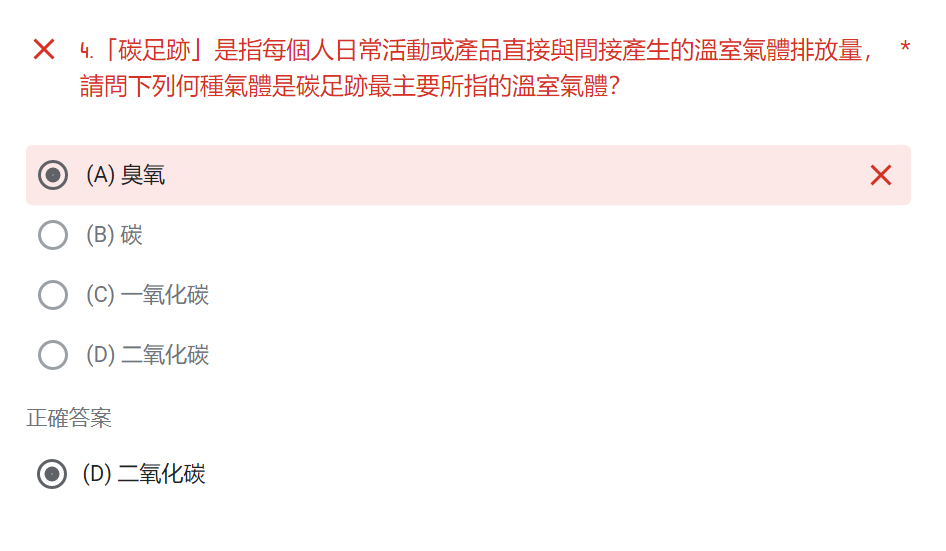 4.「碳足跡」是指每個人日常活動或產品直接與間接產生的溫室氣體排放量， *
請問下列何種氣體是碳足跡最主要所指的溫室氣體？
(A) 臭氧
(B) 碳
(C) 一氧化碳
(D) 二氧化碳
正確答案
(D) 二氧化碳